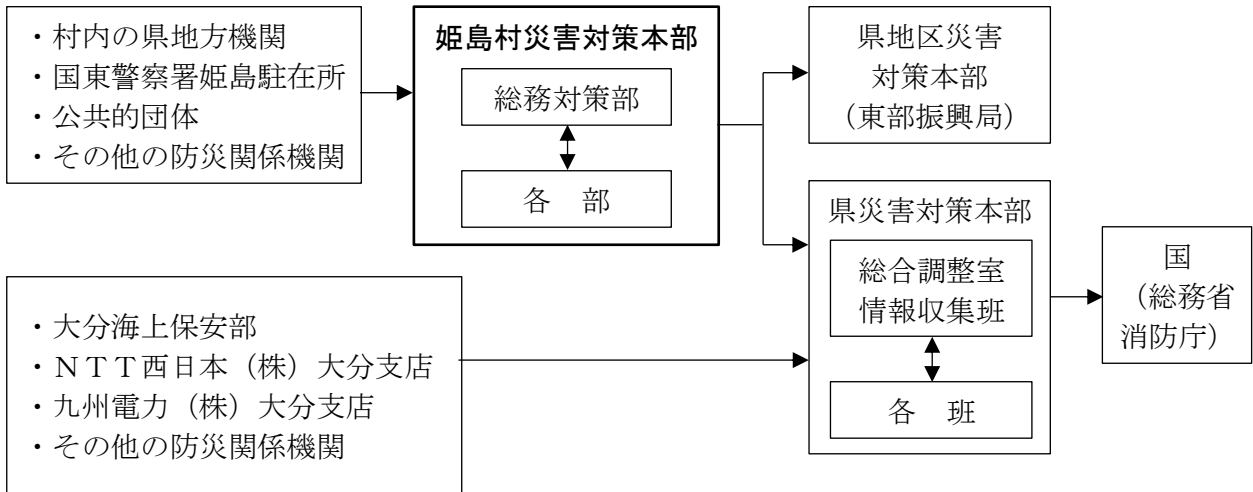 ・村内の県地方機関
・国東警察署姫島駐在所
・公共的団体
・その他の防災関係機関
姫島村災害対策本部
総務対策部
各　部
県地区災害
対策本部
（東部振興局）
県災害対策本部
総合調整室
情報収集班
各　班
国
（総務省
消防庁）
・大分海上保安部
・ＮＴＴ西日本（株）大分支店
・九州電力（株）大分支店
・その他の防災関係機関